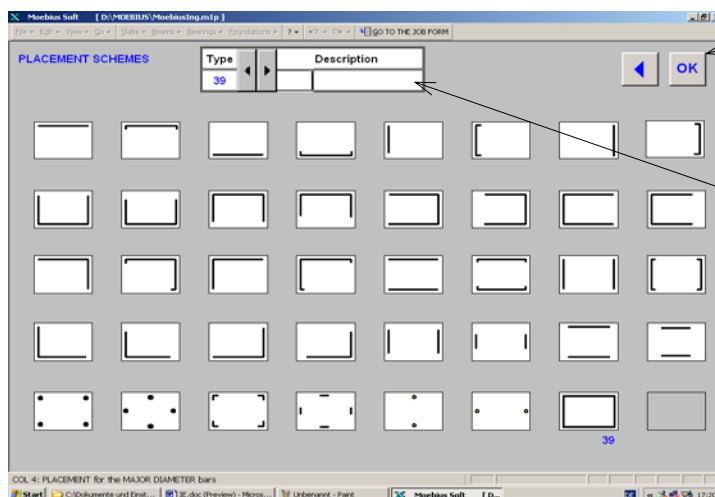 Moebius Soft [ D:\MOEBIUS\MoebiusIng.m1p ]
File Edit View Go Slabs Beams Bearings Foundations ? GO TO THE JOB FORM
PLACEMENT SCHEMES
Type Description
39
OK
39
COL 4: PLACEMENT for the MAJOR DIAMETER bars
Start C:\Dokumente und Einst... IE.doc (Preview) - Micros... Unbenannt - Paint Moebius Soft [ D... « 17:20